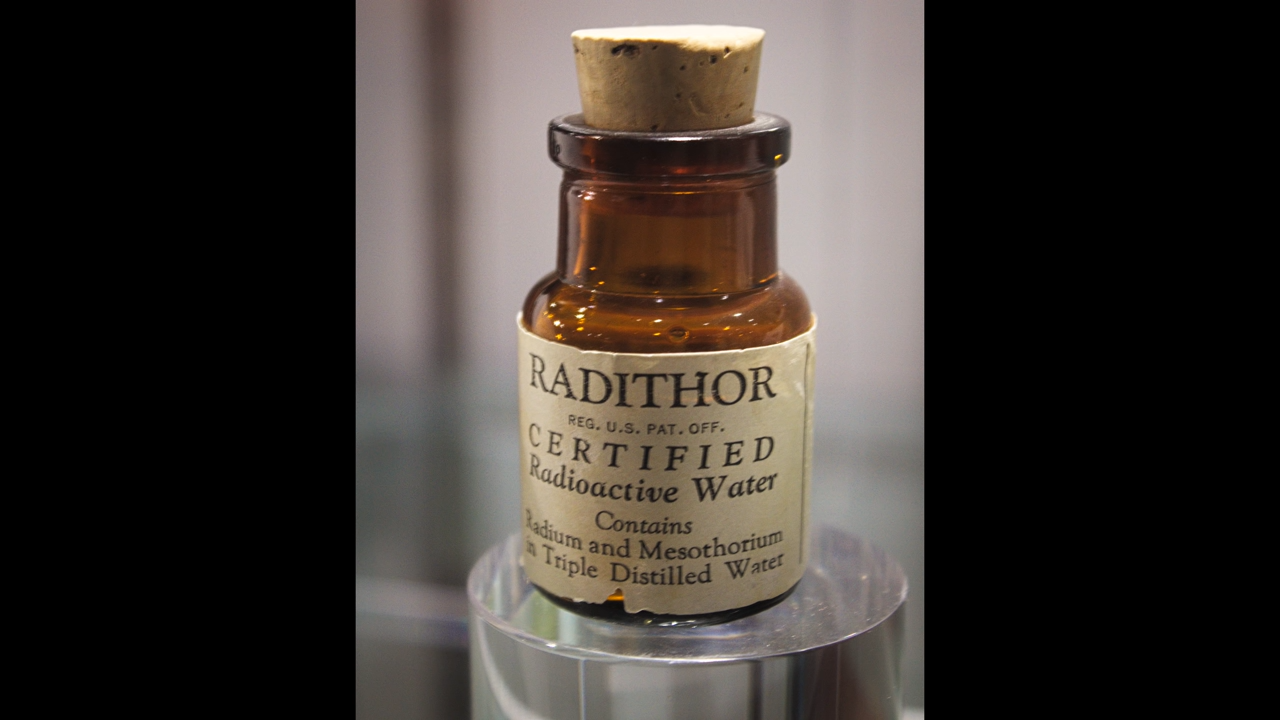 RADITHOR
REG. U.S. PAT. OFF.
CERTIFIED
Radioactive Water
Contains
Radium and Mesothorium
in Triple Distilled Water